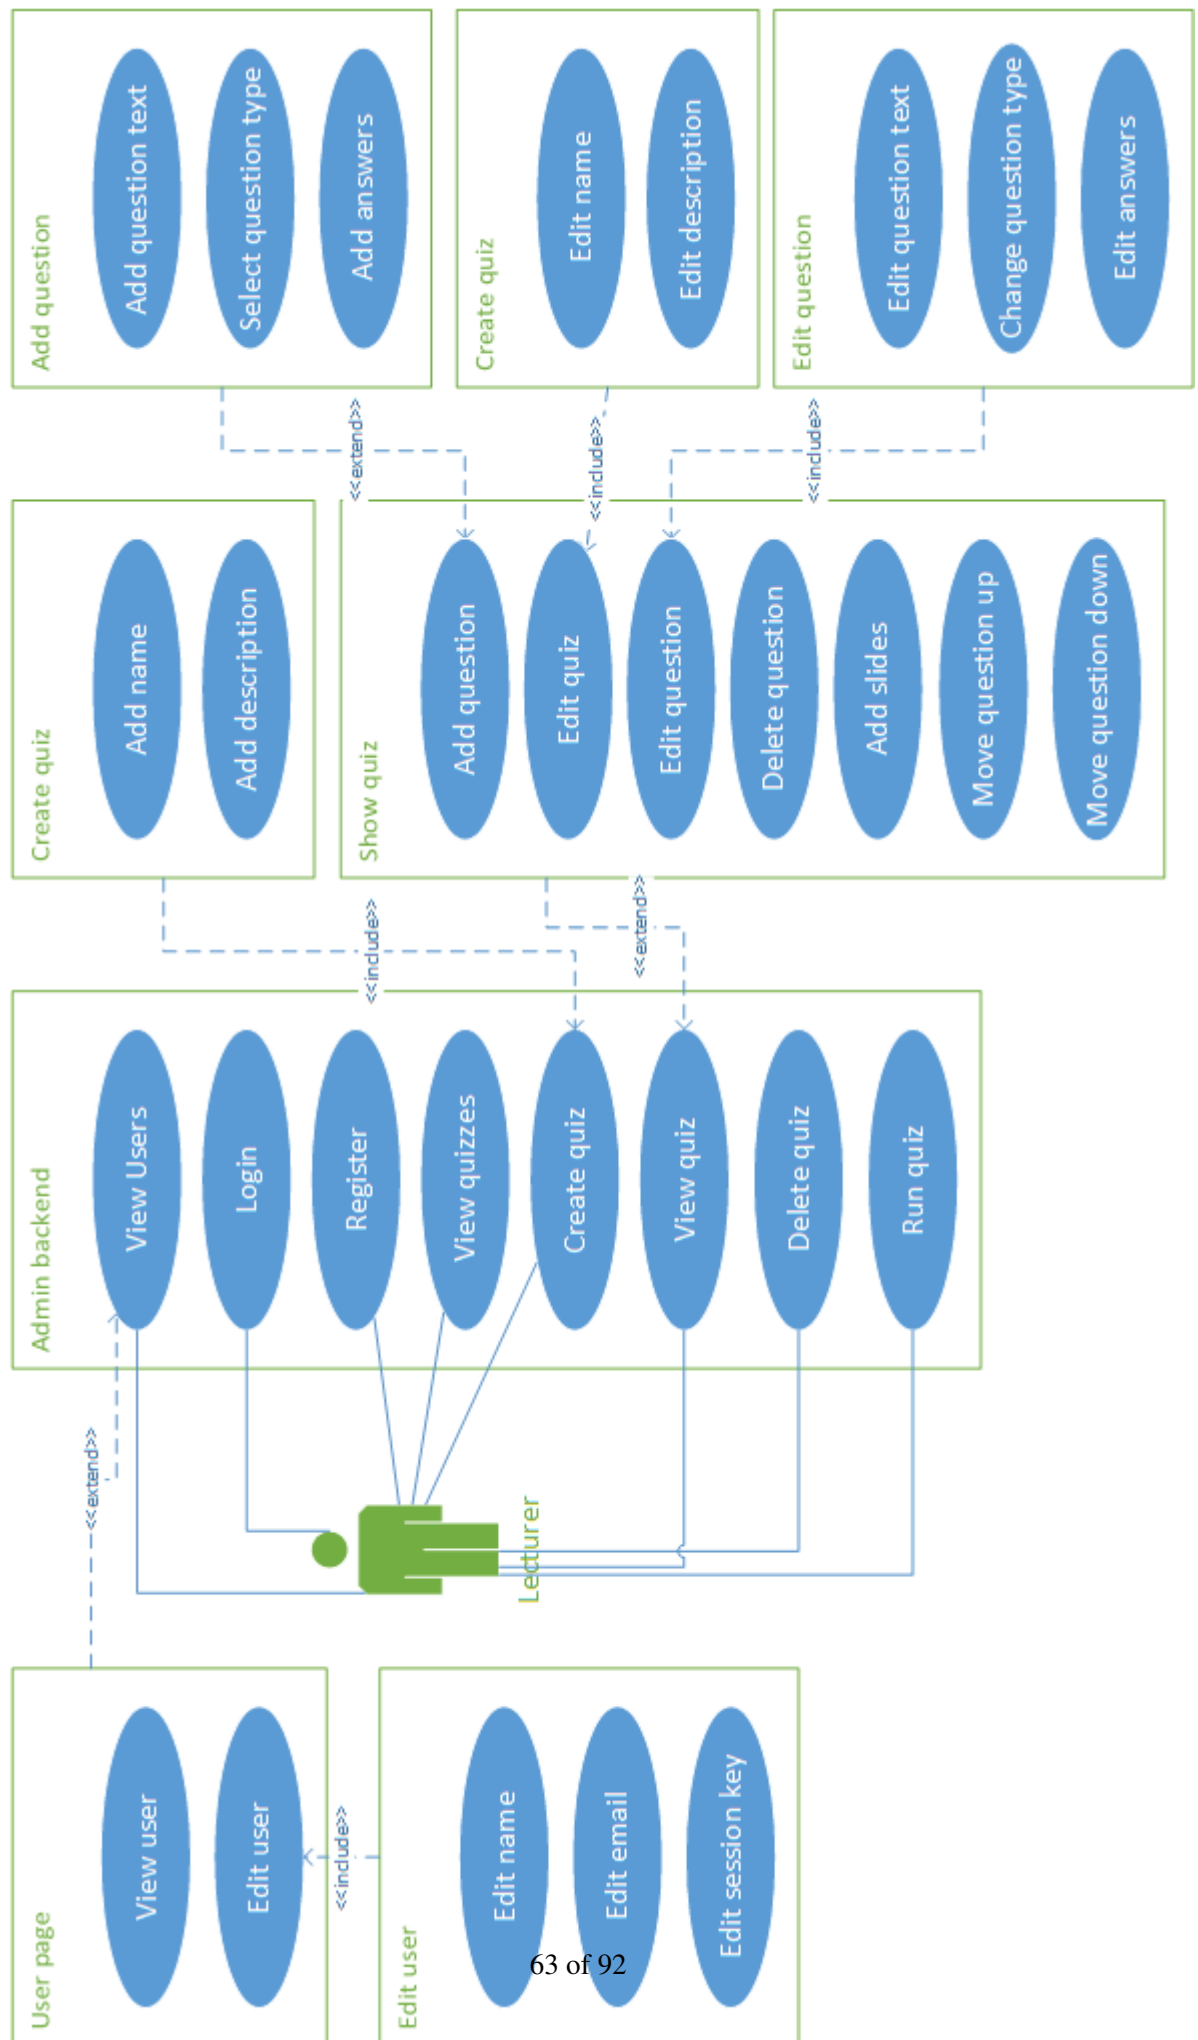 User page
View user
Edit user
<<include>>
Edit user
Edit name
Edit email
Edit session key
<<extend>>
Lecturer
Admin backend
View Users
Login
Register
View quizzes
Create quiz
View quiz
Delete quiz
Run quiz
<<include>>
<<extend>>
Create quiz
Add name
Add description
Show quiz
Add question
Edit quiz
Edit question
Delete question
Add slides
Move question up
Move question down
<<extend>>
<<include>>
<<include>>
Add question
Add question text
Select question type
Add answers
Create quiz
Edit name
Edit description
Edit question
Edit question text
Change question type
Edit answers
63 of 92